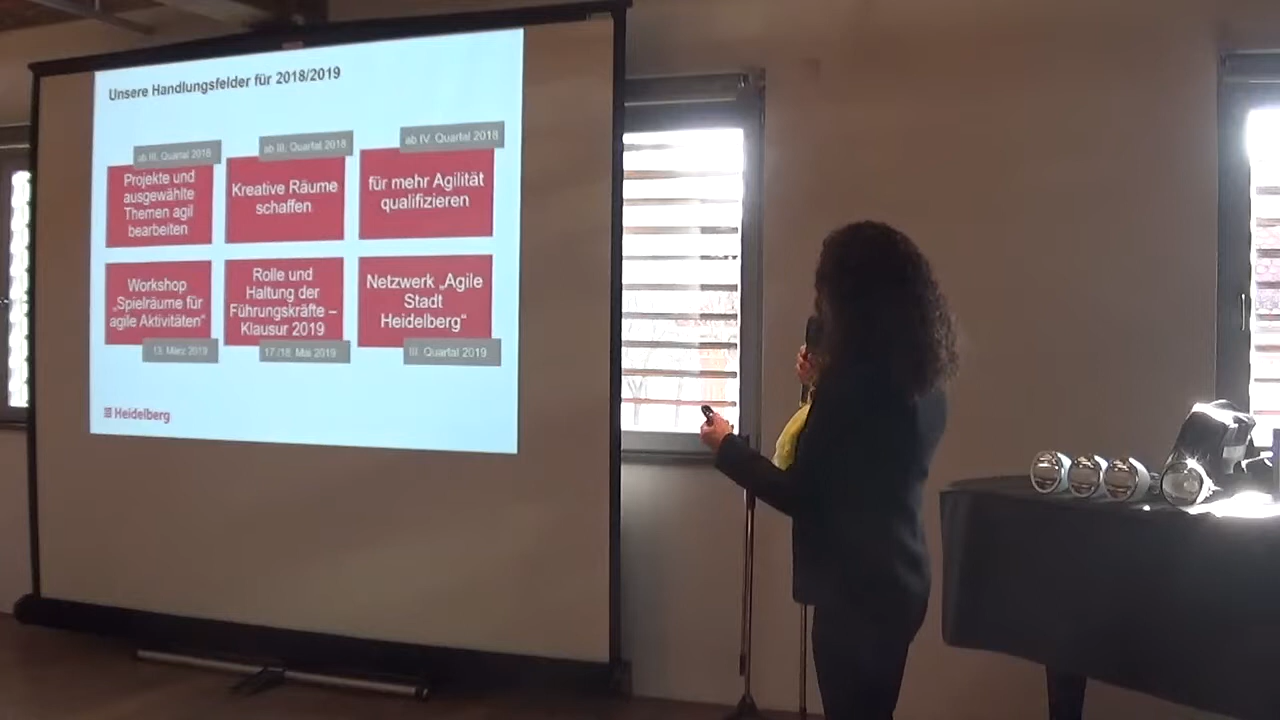 Unsere Handlungsfelder für 2018/2019
ab III. Quartal 2018
Projekte und
ausgewählte
Themen agil
bearbeiten
ab III. Quartal 2018
Kreative Räume
schaffen
ab IV. Quartal 2018
für mehr Agilität
qualifizieren
Workshop
„Spielräume für
agile Aktivitäten“
13. März 2019
Rolle und
Haltung der
Führungskräfte –
Klausur 2019
17./18. Mai 2019
Netzwerk „Agile
Stadt
Heidelberg“
III. Quartal 2019
Heidelberg